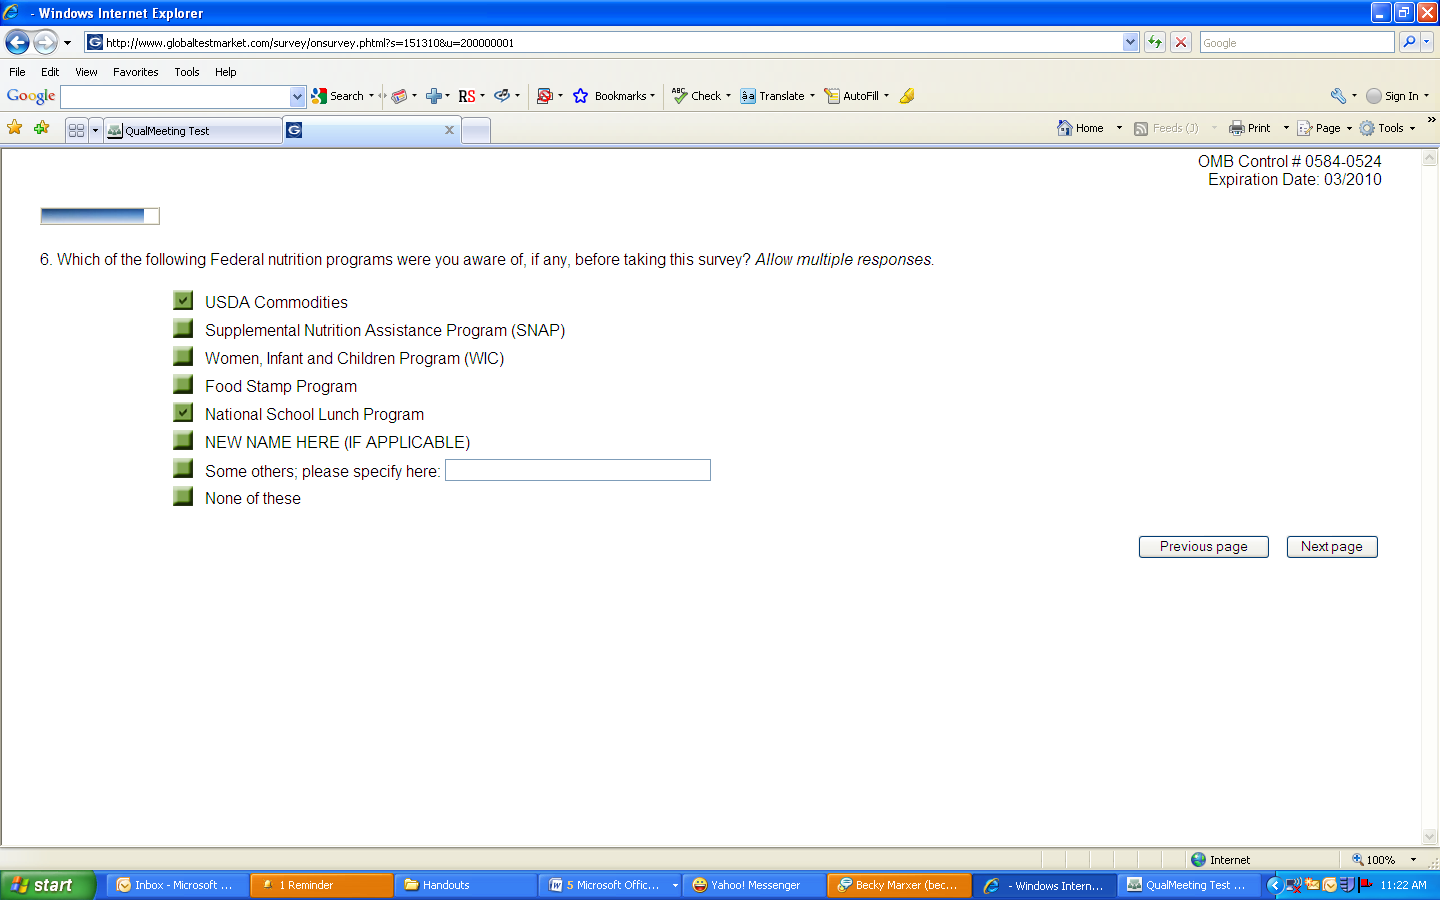 - Windows Internet Explorer
http://www.globaltestmarket.com/survey/onsurvey.phtml?s=151310&u=200000001
Google
File Edit View Favorites Tools Help
Google Search RS Bookmarks ABC Check Translate AutoFill Sign In
QualMeeting Test
Home Feeds (J) Print Page Tools
OMB Control # 0584-0524
Expiration Date: 03/2010
6. Which of the following Federal nutrition programs were you aware of, if any, before taking this survey? Allow multiple responses.
USDA Commodities
Supplemental Nutrition Assistance Program (SNAP)
Women, Infant and Children Program (WIC)
Food Stamp Program
National School Lunch Program
NEW NAME HERE (IF APPLICABLE)
Some others; please specify here:
None of these
Previous page Next page
Internet 100%
start Inbox - Microsoft ... 1 Reminder Handouts 5 Microsoft Offic... Yahoo! Messenger Becky Marxer (bec... - Windows Intern... QualMeeting Test ... 11:22 AM